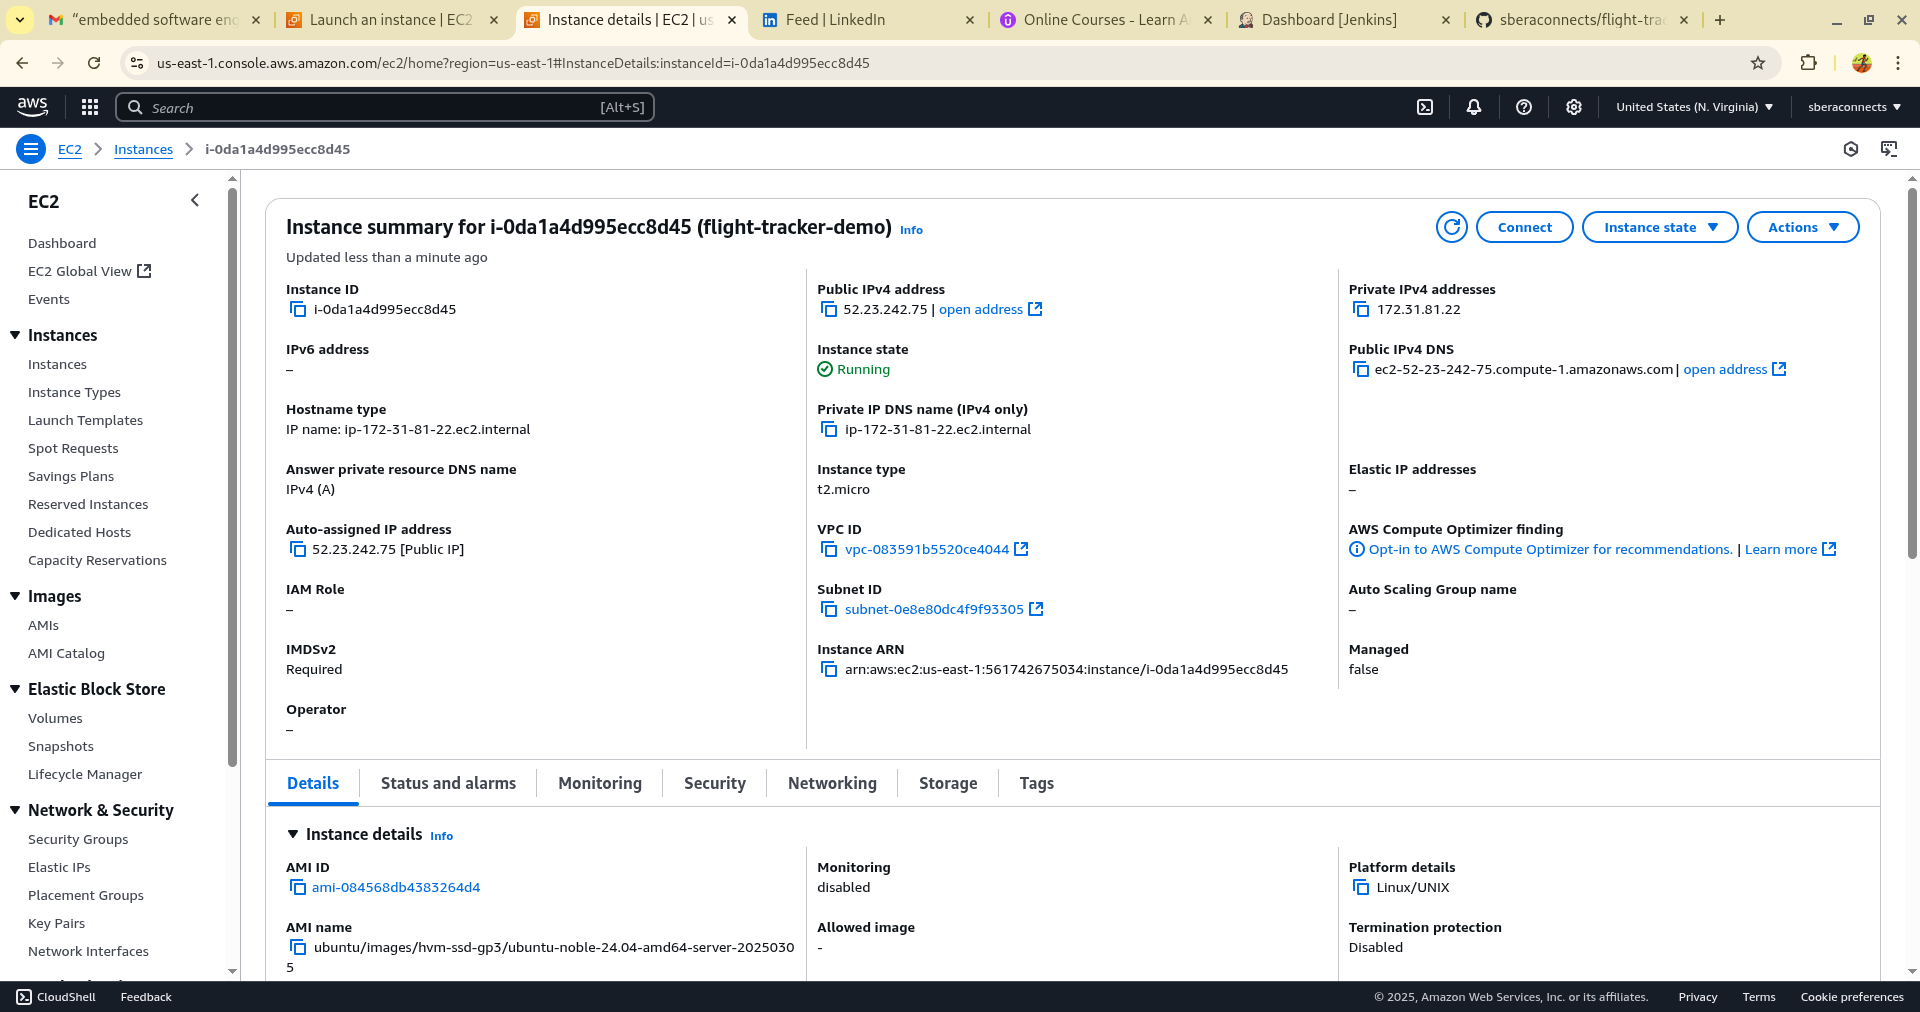 “embedded software en
Launch an instance | EC2
Instance details | EC2 | us
Feed | LinkedIn
Online Courses - Learn A
Dashboard [Jenkins]
sberaconnects/flight-tra
us-east-1.console.aws.amazon.com/ec2/home?region=us-east-1#InstanceDetails:instanceId=i-0da1a4d995ecc8d45
aws
Search
[Alt+S]
United States (N. Virginia)
sberaconnects
EC2
Instances
i-0da1a4d995ecc8d45
EC2
Dashboard
EC2 Global View
Events
Instances
Instances
Instance Types
Launch Templates
Spot Requests
Savings Plans
Reserved Instances
Dedicated Hosts
Capacity Reservations
Images
AMIs
AMI Catalog
Elastic Block Store
Volumes
Snapshots
Lifecycle Manager
Network & Security
Security Groups
Elastic IPs
Placement Groups
Key Pairs
Network Interfaces
Instance summary for i-0da1a4d995ecc8d45 (flight-tracker-demo) Info
Updated less than a minute ago
Connect
Instance state
Actions
Instance ID
i-0da1a4d995ecc8d45
Public IPv4 address
52.23.242.75 | open address
Private IPv4 addresses
172.31.81.22
IPv6 address
–
Instance state
Running
Public IPv4 DNS
ec2-52-23-242-75.compute-1.amazonaws.com | open address
Hostname type
IP name: ip-172-31-81-22.ec2.internal
Private IP DNS name (IPv4 only)
ip-172-31-81-22.ec2.internal
Answer private resource DNS name
IPv4 (A)
Instance type
t2.micro
Elastic IP addresses
–
Auto-assigned IP address
52.23.242.75 [Public IP]
VPC ID
vpc-083591b5520ce4044
AWS Compute Optimizer finding
Opt-in to AWS Compute Optimizer for recommendations. | Learn more
IAM Role
–
Subnet ID
subnet-0e8e80dc4f9f93305
Auto Scaling Group name
–
IMDSv2
Required
Instance ARN
arn:aws:ec2:us-east-1:561742675034:instance/i-0da1a4d995ecc8d45
Managed
false
Operator
–
Details
Status and alarms
Monitoring
Security
Networking
Storage
Tags
Instance details Info
AMI ID
ami-084568db4383264d4
Monitoring
disabled
Platform details
Linux/UNIX
AMI name
ubuntu/images/hvm-ssd-gp3/ubuntu-noble-24.04-amd64-server-2025030
5
Allowed image
-
Termination protection
Disabled
CloudShell
Feedback
© 2025, Amazon Web Services, Inc. or its affiliates.
Privacy
Terms
Cookie preferences